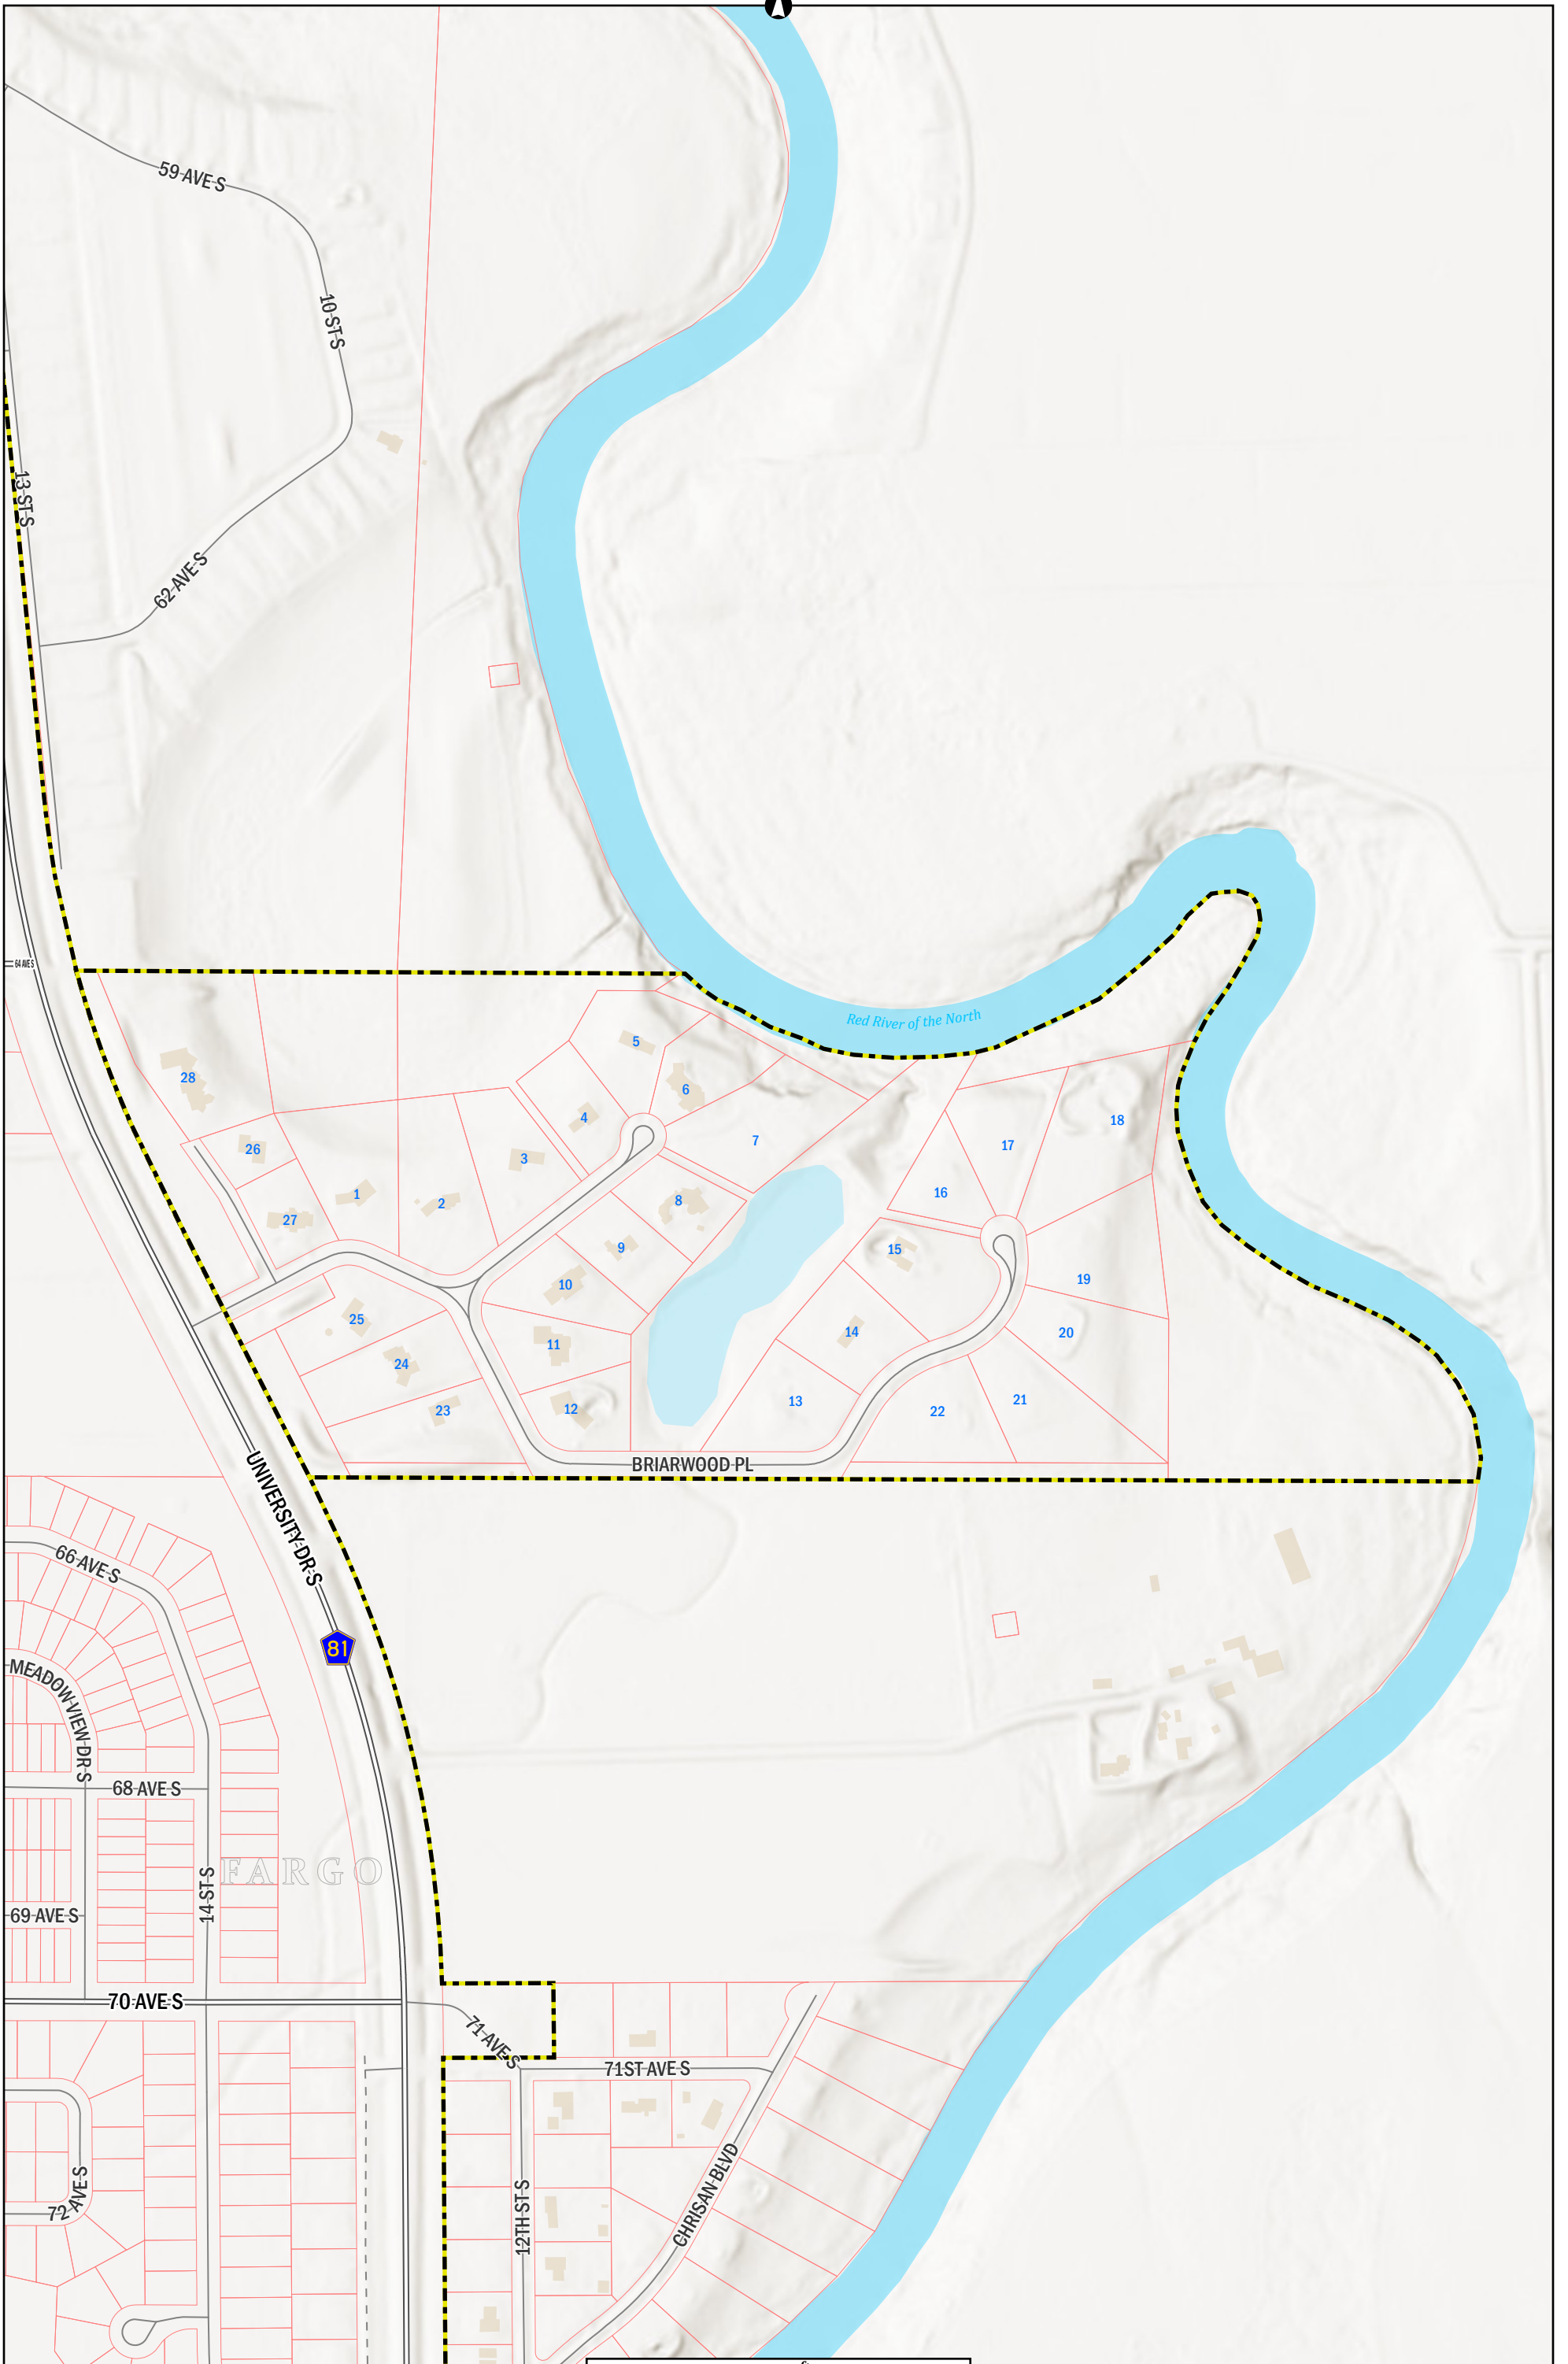 59 AVE S
10 ST S
13 ST S
62 AVE S
64 AVE S
Red River of the North
5
28
6
4
18
7
17
26
3
16
1
8
2
27
9
15
19
10
25
14
20
11
24
13
21
12
23
22
BRIARWOOD PL
UNIVERSITY DR S
66 AVE S
81
MEADOW VIEW DR S
68 AVE S
FARGO
14 ST S
69 AVE S
70 AVE S
71 AVE S
71ST AVE S
72 AVE S
12TH ST S
CHRISAN BLVD